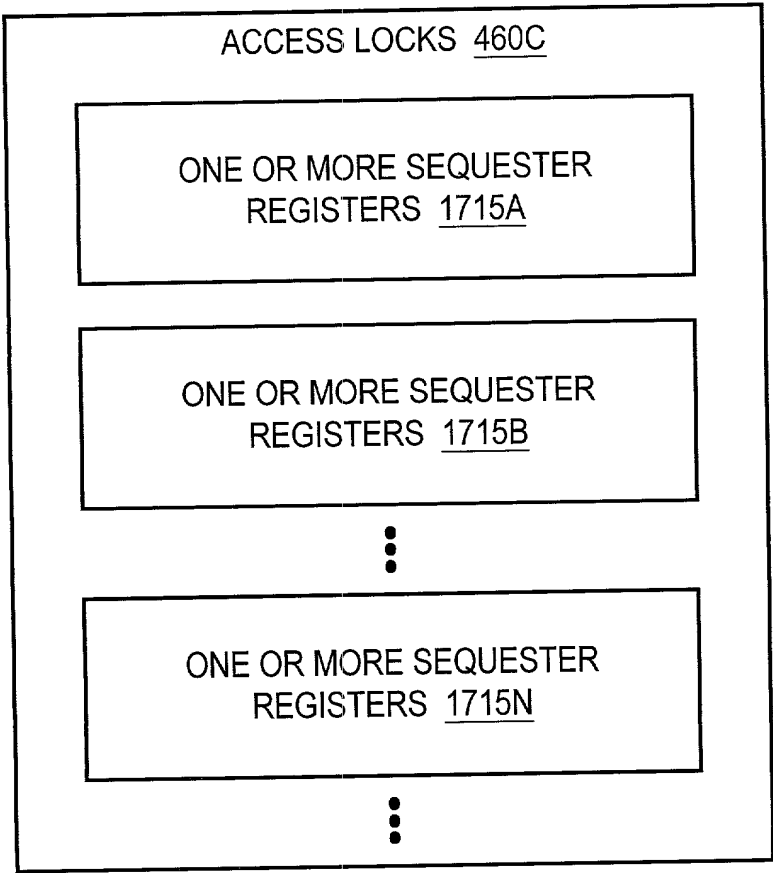 ACCESS LOCKS 460C
ONE OR MORE SEQUESTER
REGISTERS 1715A
ONE OR MORE SEQUESTER
REGISTERS 1715B
ONE OR MORE SEQUESTER
REGISTERS 1715N